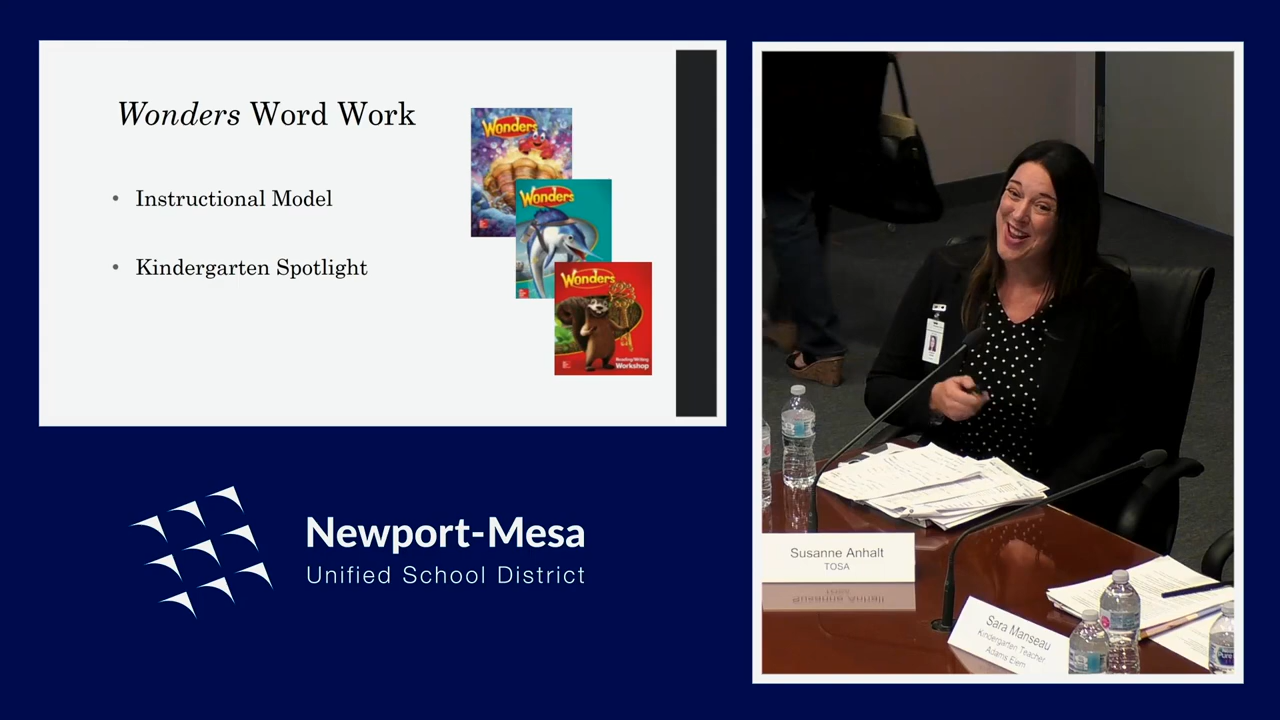 Wonders Word Work
• Instructional Model
• Kindergarten Spotlight
Wonders
Wonders
Wonders
Reading/Writing
Workshop
Newport-Mesa
Unified School District
Susanne Anhalt
TOSA
Sara Manseau
Kindergarten Teacher
Adams Elem